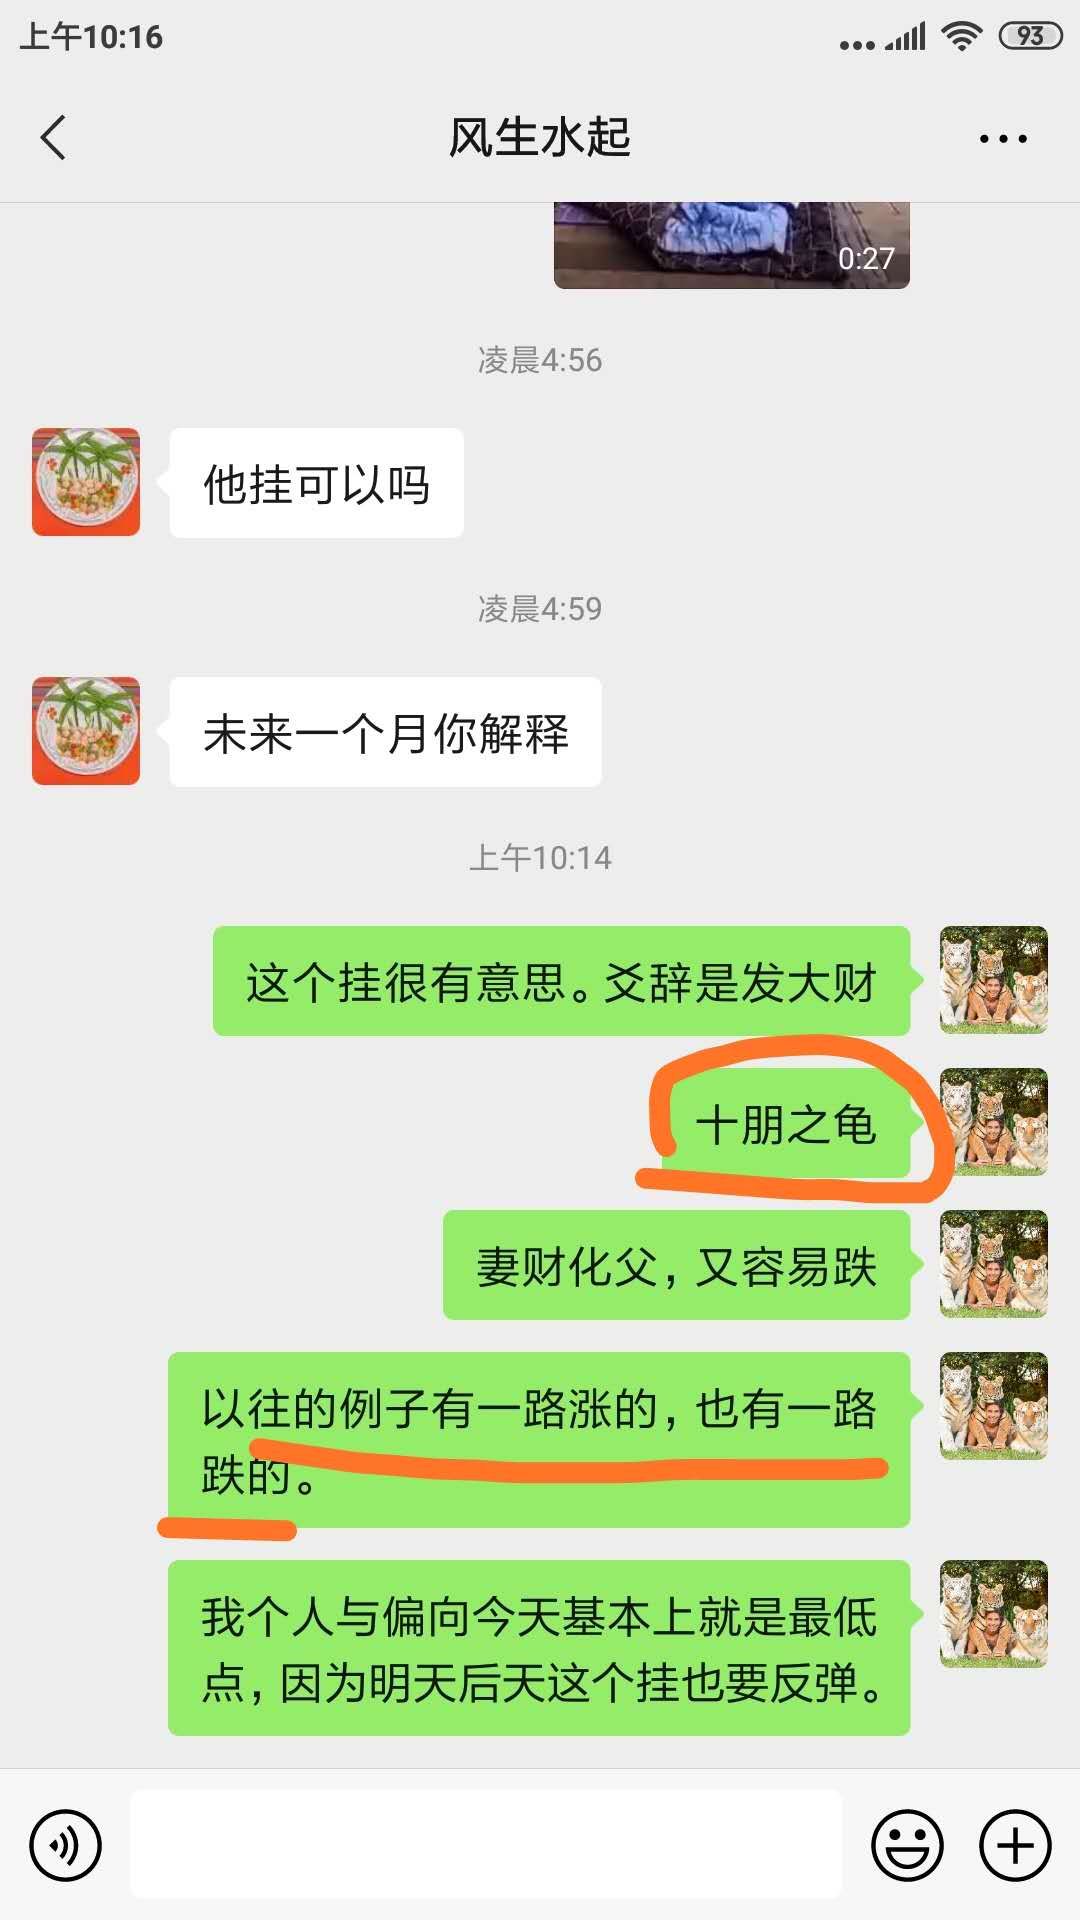 上午10:16
93
风生水起
0:27
凌晨4:56
他挂可以吗
凌晨4:59
未来一个月你解释
上午10:14
这个挂很有意思。爻辞是发大财
十朋之龟
妻财化父，又容易跌
以往的例子有一路涨的，也有一路
跌的。
我个人与偏向今天基本上就是最低
点，因为明天后天这个挂也要反弹。